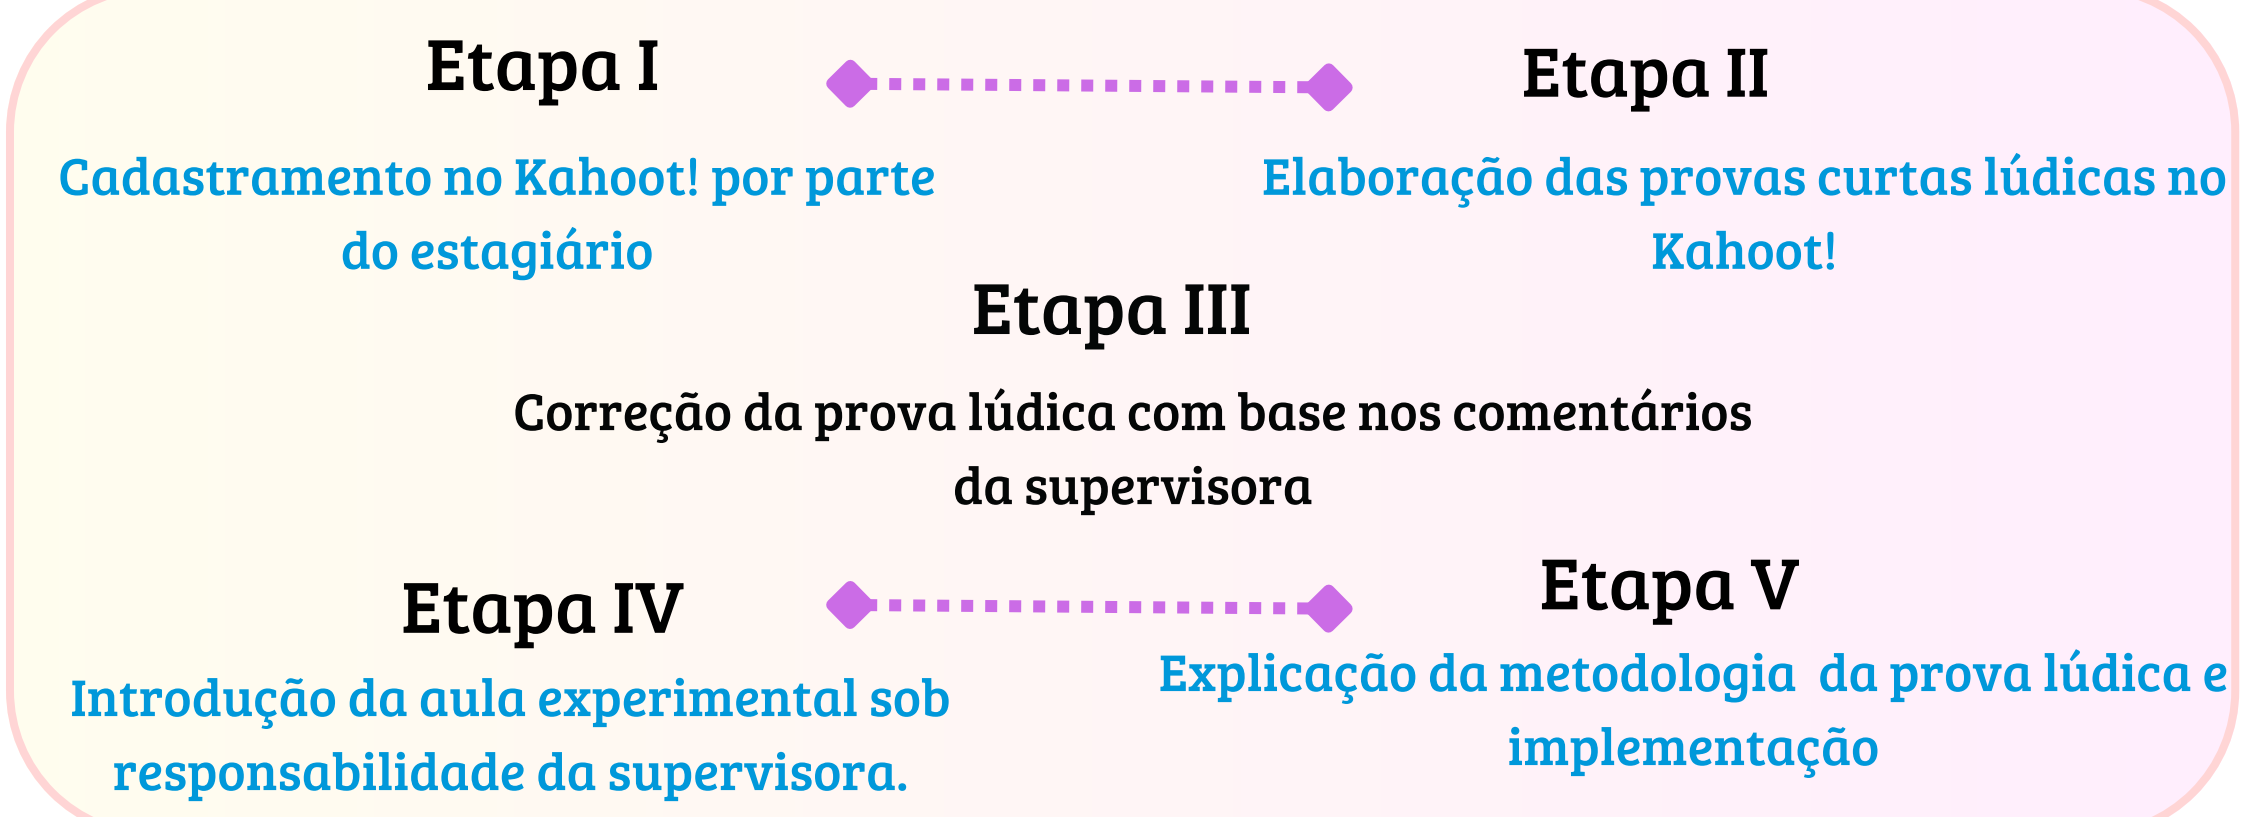 Etapa I
Cadastramento no Kahoot! por parte
do estagiário
Etapa II
Elaboração das provas curtas lúdicas no
Kahoot!
Etapa III
Correção da prova lúdica com base nos comentários
da supervisora
Etapa IV
Introdução da aula experimental sob
responsabilidade da supervisora.
Etapa V
Explicação da metodologia  da prova lúdica e
implementação